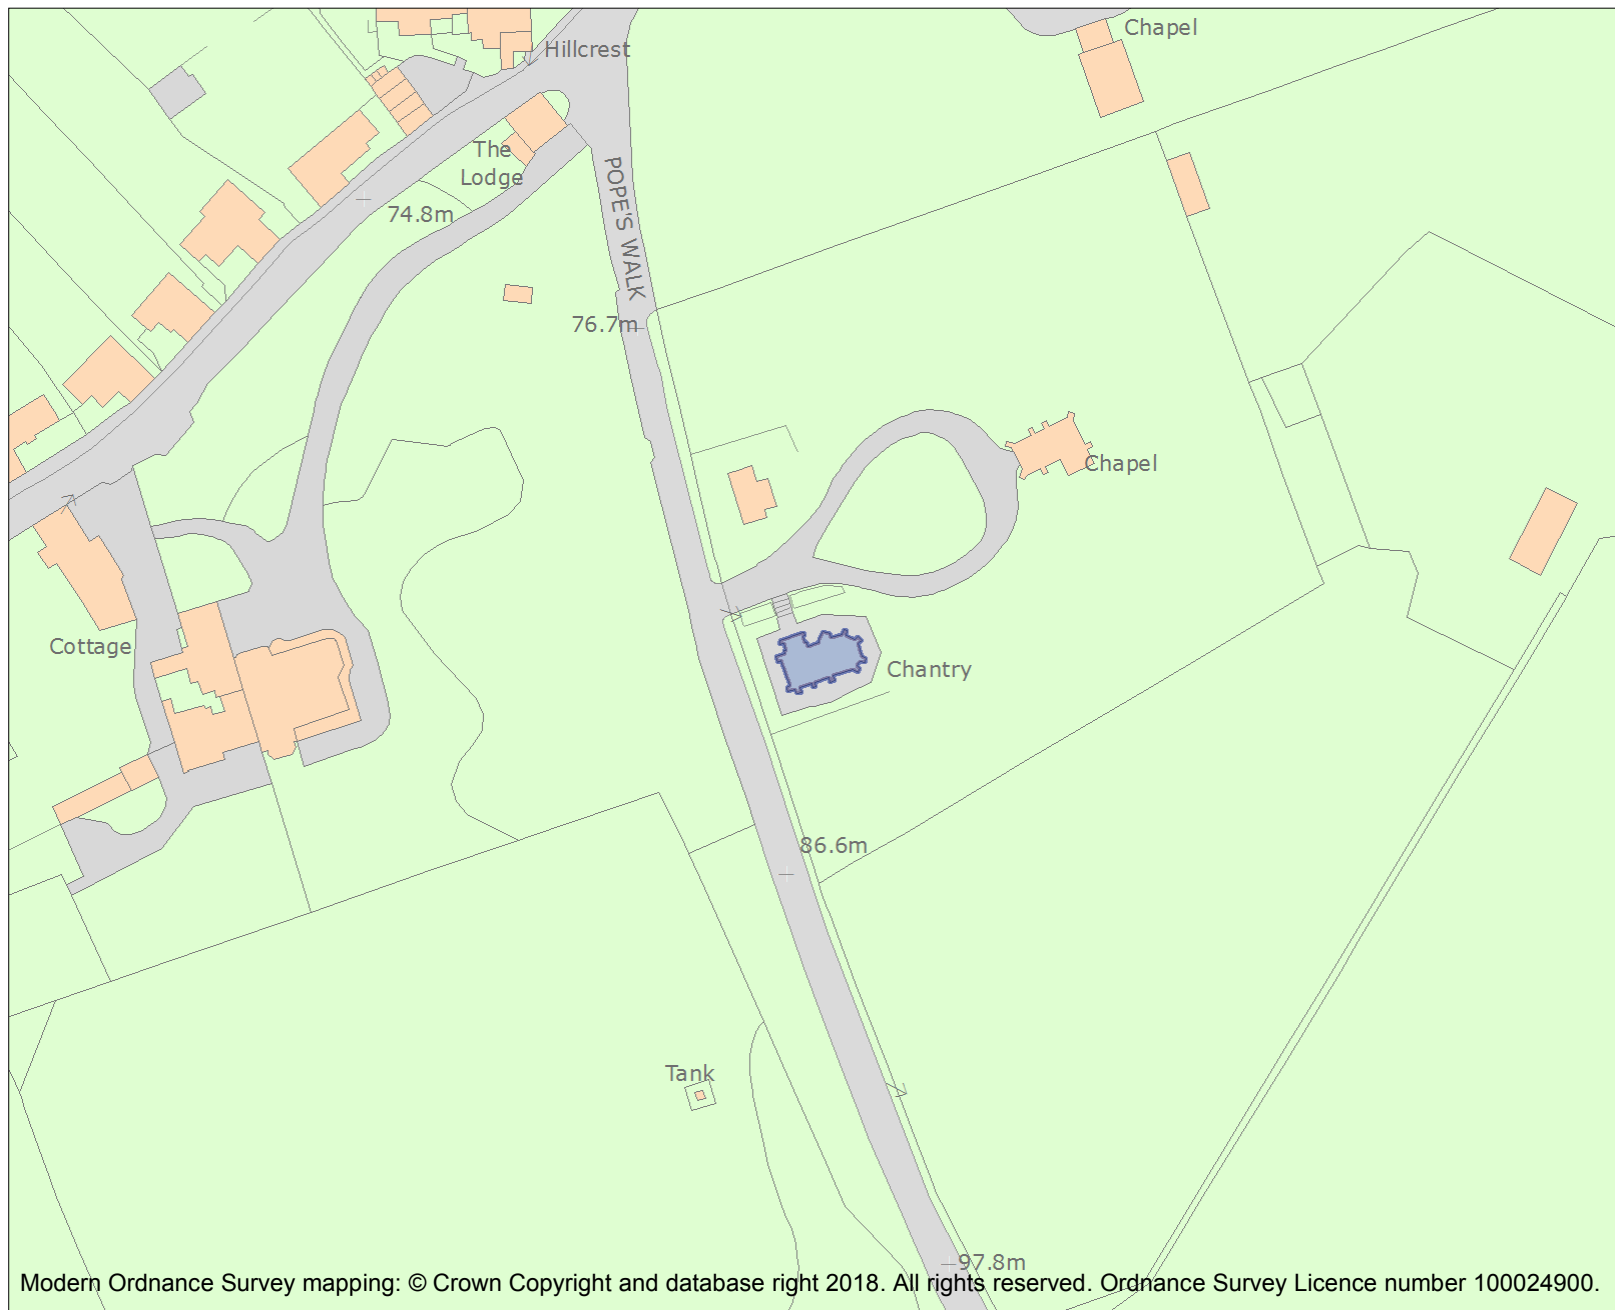 Chapel
Hillcrest
The
Lodge
POPE'S WALK
74.8m
76.7m
Chapel
Cottage
Chantry
86.6m
Tank
97.8m
Modern Ordnance Survey mapping: © Crown Copyright and database right 2018. All rights reserved. Ordnance Survey Licence number 100024900.